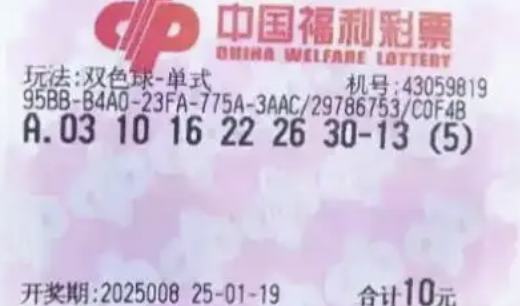 中国福利彩票
CHINA WELFARE LOTTERY
玩法:双色球-单式 机号:43059819
95BB-B4A0-23FA-775A-3AAC/29786753/C0F4B
A.03 10 16 22 26 30-13 (5)
开奖期:2025008 25-01-19 合计10元